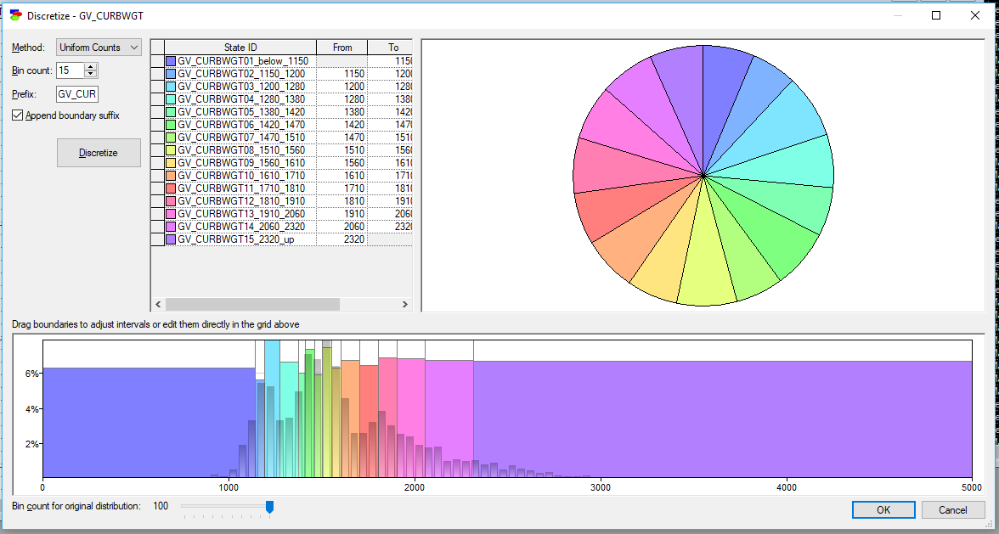 Discretize - GV_CURBWGT
Method: Uniform Counts
Bin count: 15
Prefix: GV_CUR
Append boundary suffix
Discretize
State ID From To
GV_CURBWGT01_below_1150 1150
GV_CURBWGT02_1150_1200 1150 1200
GV_CURBWGT03_1200_1280 1200 1280
GV_CURBWGT04_1280_1380 1280 1380
GV_CURBWGT05_1380_1420 1380 1420
GV_CURBWGT06_1420_1470 1420 1470
GV_CURBWGT07_1470_1510 1470 1510
GV_CURBWGT08_1510_1560 1510 1560
GV_CURBWGT09_1560_1610 1560 1610
GV_CURBWGT10_1610_1710 1610 1710
GV_CURBWGT11_1710_1810 1710 1810
GV_CURBWGT12_1810_1910 1810 1910
GV_CURBWGT13_1910_2060 1910 2060
GV_CURBWGT14_2060_2320 2060 2320
GV_CURBWGT15_2320_up 2320
Drag boundaries to adjust intervals or edit them directly in the grid above
6%
4%
2%
0 1000 2000 3000 4000 5000
Bin count for original distribution: 100
OK Cancel